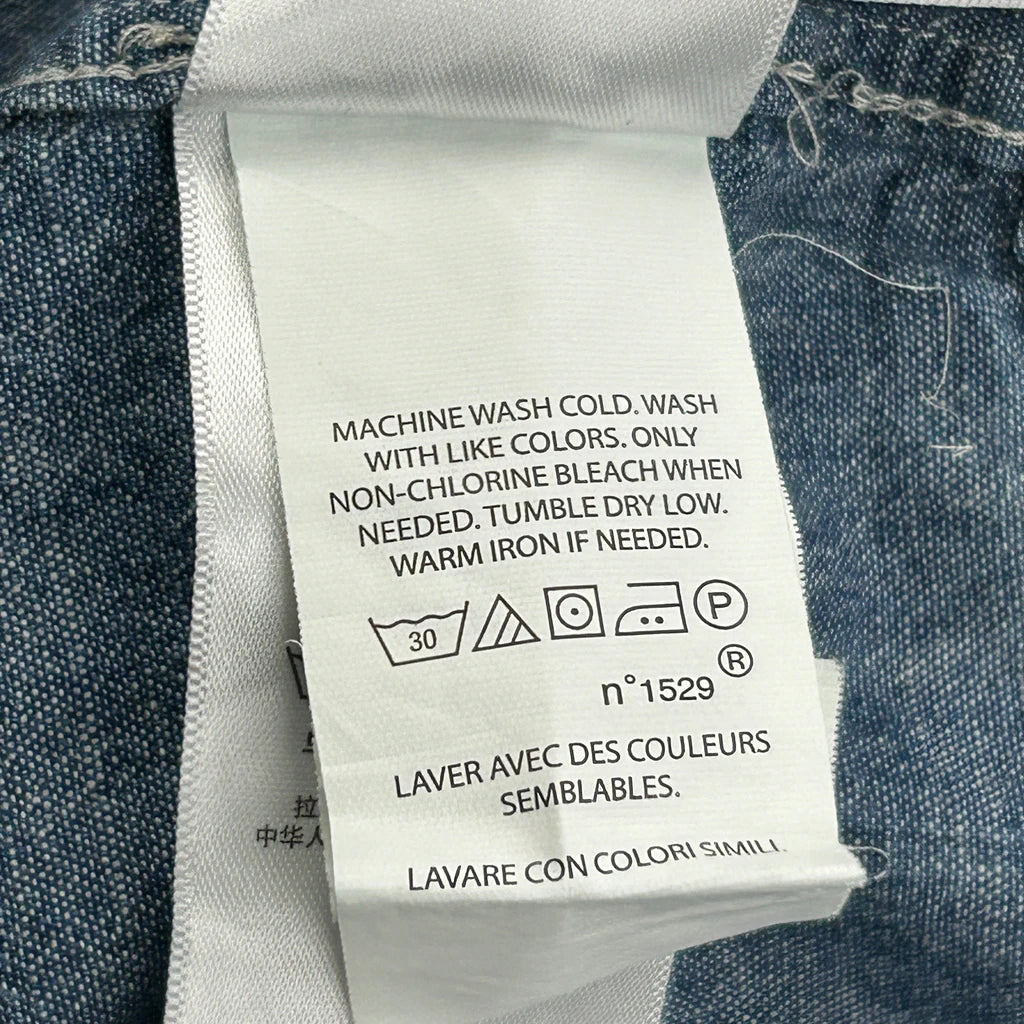 MACHINE WASH COLD. WASH
WITH LIKE COLORS. ONLY
NON-CHLORINE BLEACH WHEN
NEEDED. TUMBLE DRY LOW.
WARM IRON IF NEEDED.
30 P
n°1529 ®
LAVER AVEC DES COULEURS
SEMBLABLES.
LAVARE CON COLORI SIMILI.
拉
中华人